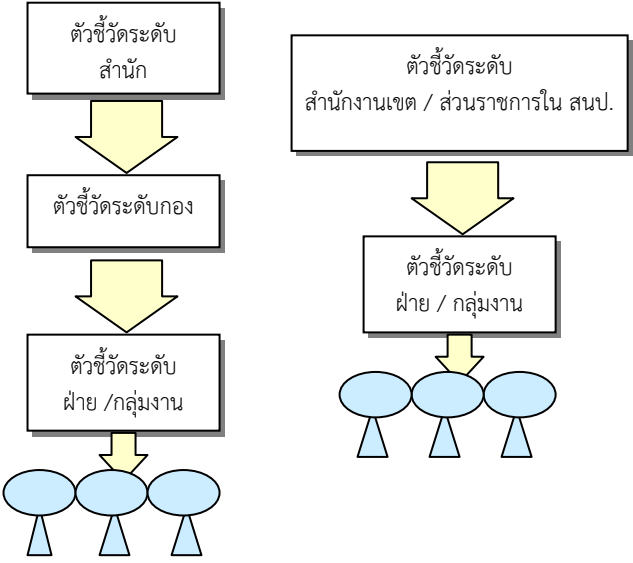 ตัวชี้วัดระดับ
สำนัก
ตัวชี้วัดระดับกอง
ตัวชี้วัดระดับ
ฝ่าย /กลุ่มงาน
ตัวชี้วัดระดับ
สำนักงานเขต / ส่วนราชการใน สนป.
ตัวชี้วัดระดับ
ฝ่าย / กลุ่มงาน